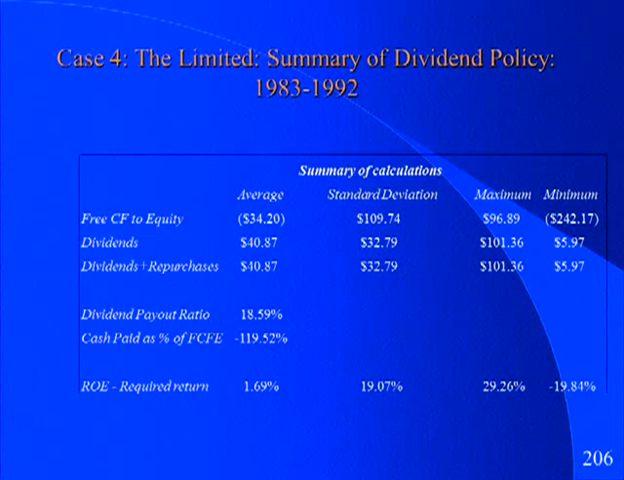 Case 4: The Limited: Summary of Dividend Policy:
1983-1992
Summary of calculations
Average Standard Deviation Maximum Minimum
Free CF to Equity ($34.20) $109.74 $96.89 ($242.17)
Dividends $40.87 $32.79 $101.36 $5.97
Dividends+Repurchases $40.87 $32.79 $101.36 $5.97
Dividend Payout Ratio 18.59%
Cash Paid as % of FCFE -119.52%
ROE - Required return 1.69% 19.07% 29.26% -19.84%
206